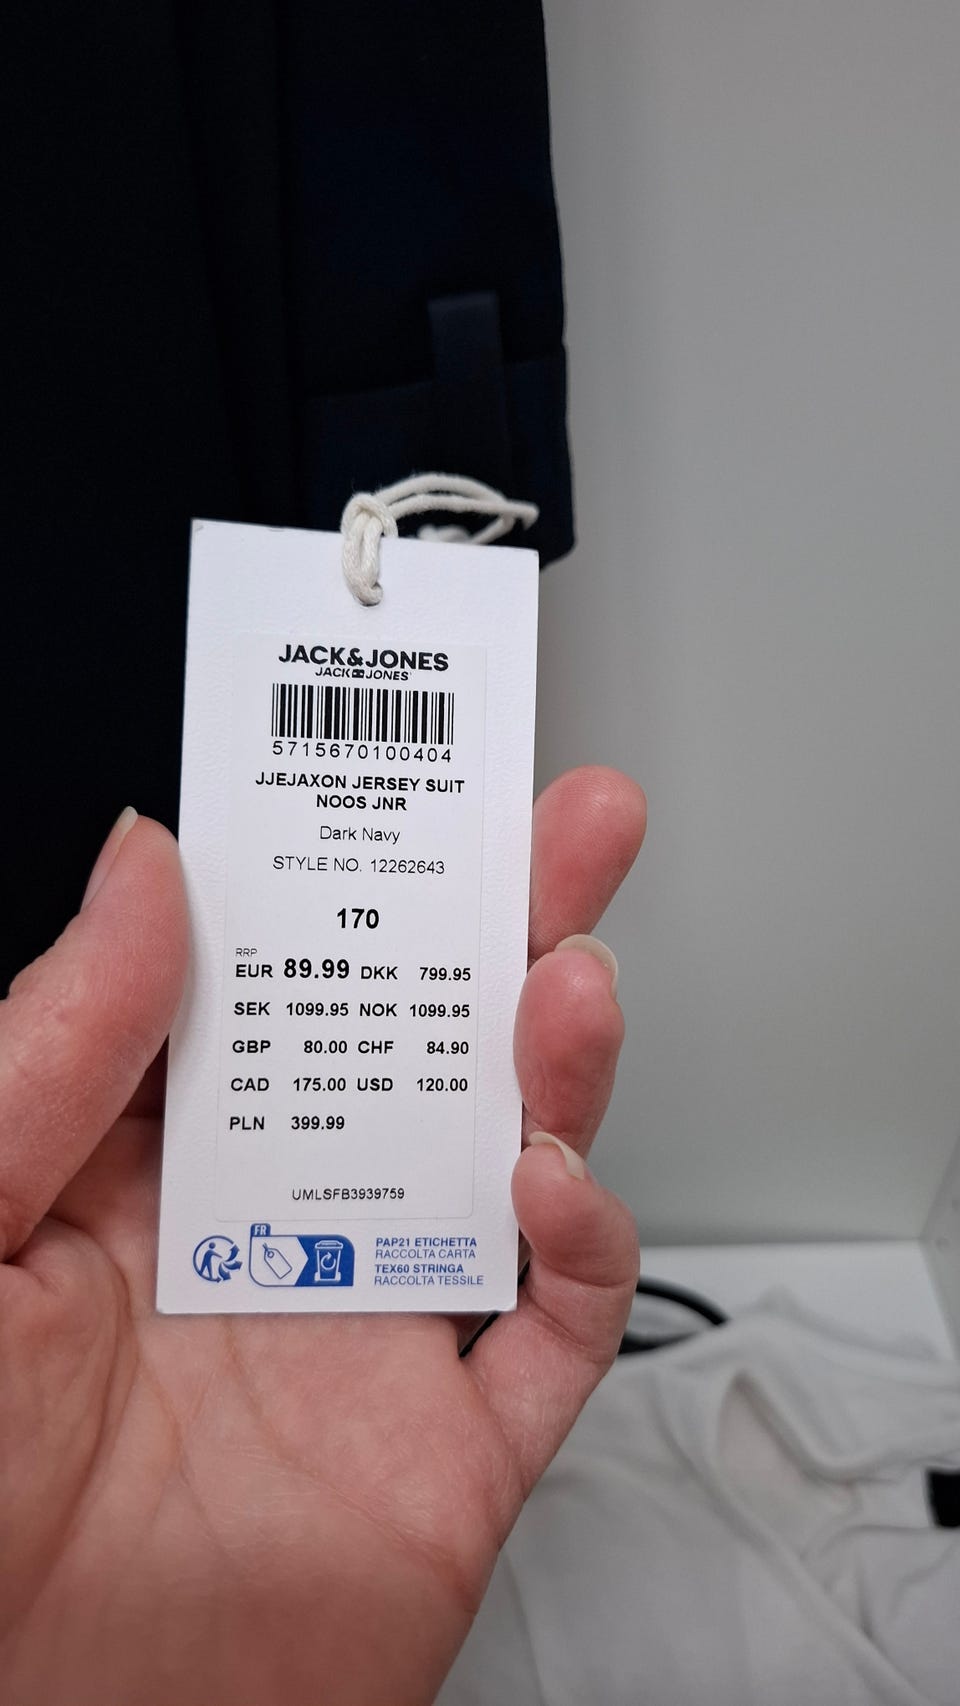 JACK&JONES
JACK JONES
5715670100404
JJEJAXON JERSEY SUIT
NOOS JNR
Dark Navy
STYLE NO. 12262643
170
RRP
EUR 89.99 DKK 799.95
SEK 1099.95 NOK 1099.95
GBP 80.00 CHF 84.90
CAD 175.00 USD 120.00
PLN 399.99
UMLSFB3939759
FR
PAP21 ETICHETTA
RACCOLTA CARTA
TEX60 STRINGA
RACCOLTA TESSILE